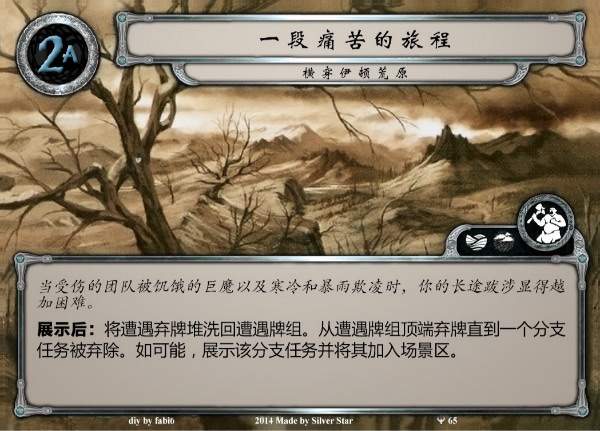 2A
一段痛苦的旅程
横穿伊顿荒原
当受伤的团队被饥饿的巨魔以及寒冷和暴雨欺凌时，你的长途跋涉显得越
加困难。
展示后：将遭遇弃牌堆洗回遭遇牌组。从遭遇牌组顶端弃牌直到一个分支
任务被弃除。如可能，展示该分支任务并将其加入场景区。
diy by fabi6
2014 Made by Silver Star
65